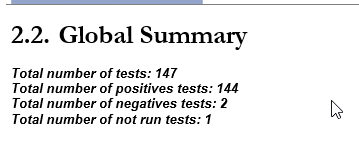 2.2. Global Summary
Total number of tests: 147
Total number of positives tests: 144
Total number of negatives tests: 2
Total number of not run tests: 1